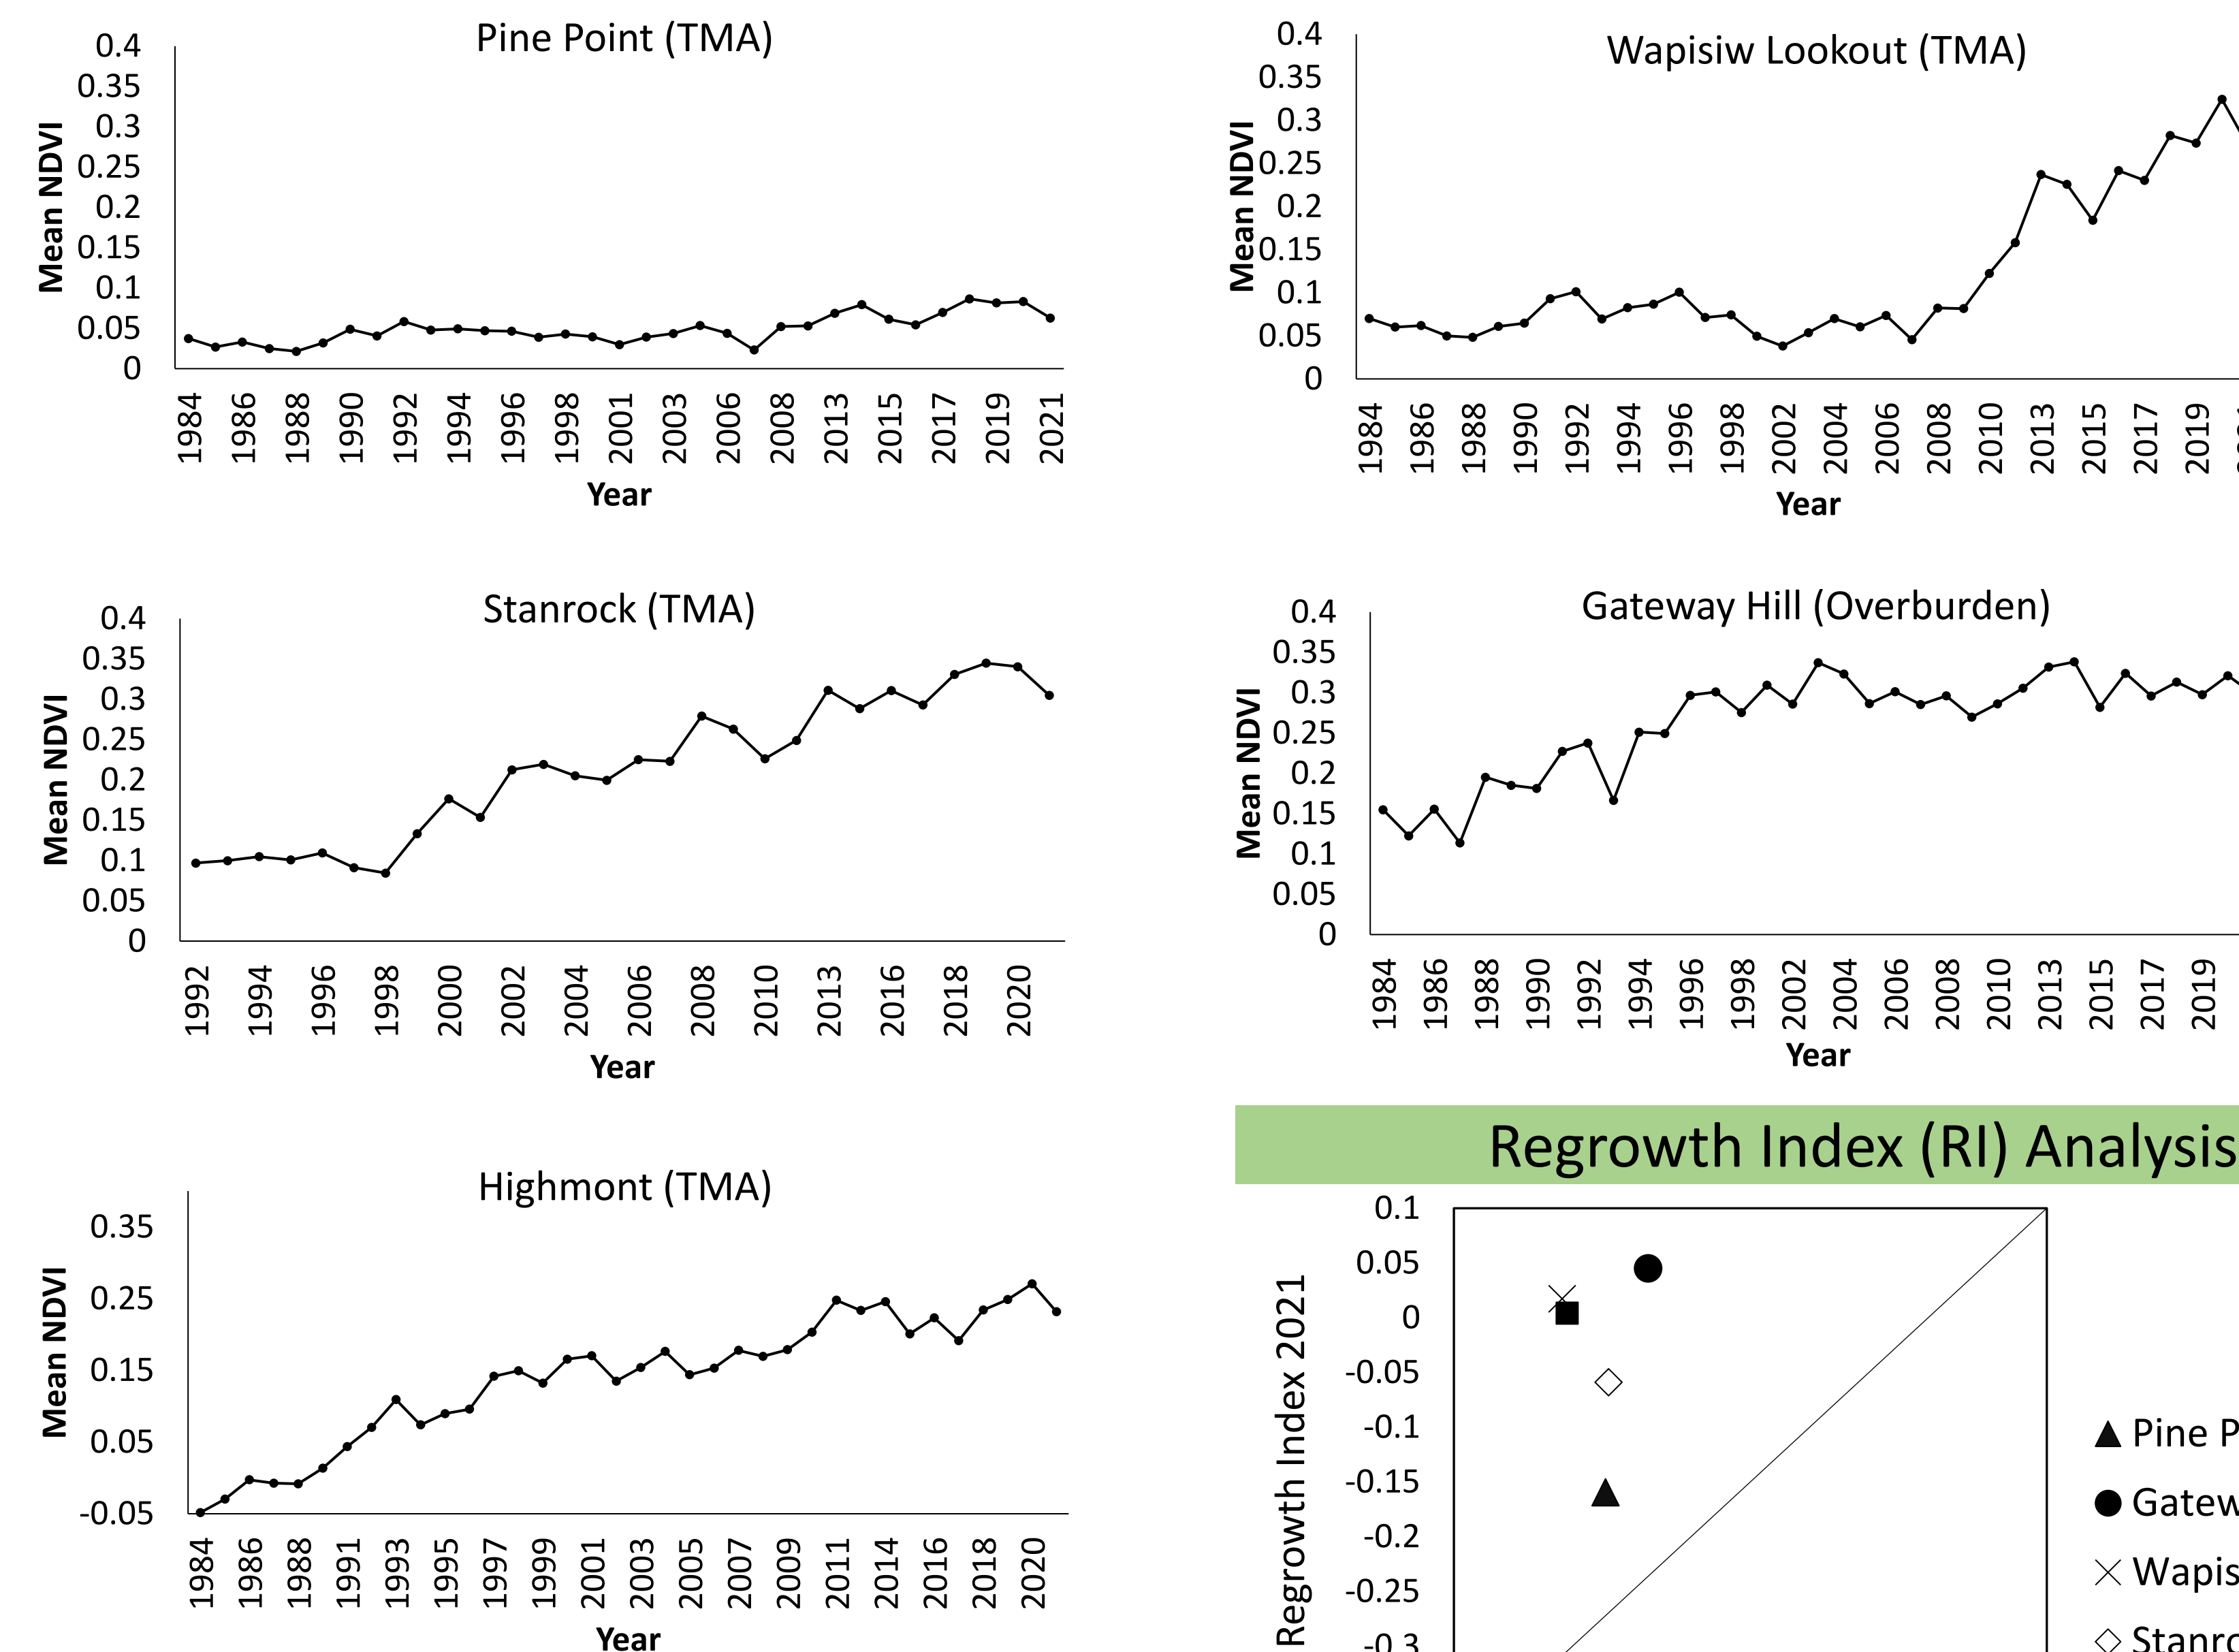 Pine Point (TMA)
0.4
0.35
0.3
0.25
0.2
0.15
0.1
0.05
0
Mean NDVI
1984 1986 1988 1990 1992 1994 1996 1998 2001 2003 2006 2008 2013 2015 2017 2019 2021
Year
Wapisiw Lookout (TMA)
0.4
0.35
0.3
0.25
0.2
0.15
0.1
0.05
0
Mean NDVI
1984 1986 1988 1990 1992 1994 1996 1998 2002 2004 2006 2008 2010 2013 2015 2017 2019
Year
Stanrock (TMA)
0.4
0.35
0.3
0.25
0.2
0.15
0.1
0.05
0
Mean NDVI
1992 1994 1996 1998 2000 2002 2004 2006 2008 2010 2013 2016 2018 2020
Year
Gateway Hill (Overburden)
0.4
0.35
0.3
0.25
0.2
0.15
0.1
0.05
0
Mean NDVI
1984 1986 1988 1990 1992 1994 1996 1998 2002 2004 2006 2008 2010 2013 2015 2017 2019
Year
Highmont (TMA)
0.35
0.25
0.15
0.05
-0.05
Mean NDVI
1984 1986 1988 1991 1993 1995 1997 1999 2001 2003 2005 2007 2009 2011 2014 2016 2018 2020
Year
Regrowth Index (RI) Analysis
0.1
0.05
0
-0.05
-0.1
-0.15
-0.2
-0.25
-0.3
Regrowth Index 2021
Pine P
Gatew
Wapis
Stanro